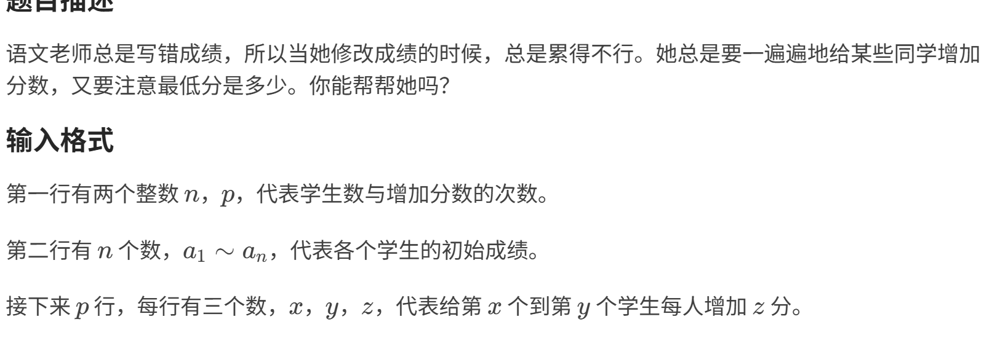 题目描述
语文老师总是写错成绩，所以当她修改成绩的时候，总是累得不行。她总是要一遍遍地给某些同学增加
分数，又要注意最低分是多少。你能帮帮她吗？
输入格式
第一行有两个整数 n，p，代表学生数与增加分数的次数。
第二行有 n 个数，a₁ ∼ aₙ，代表各个学生的初始成绩。
接下来 p 行，每行有三个数，x，y，z，代表给第 x 个到第 y 个学生每人增加 z 分。